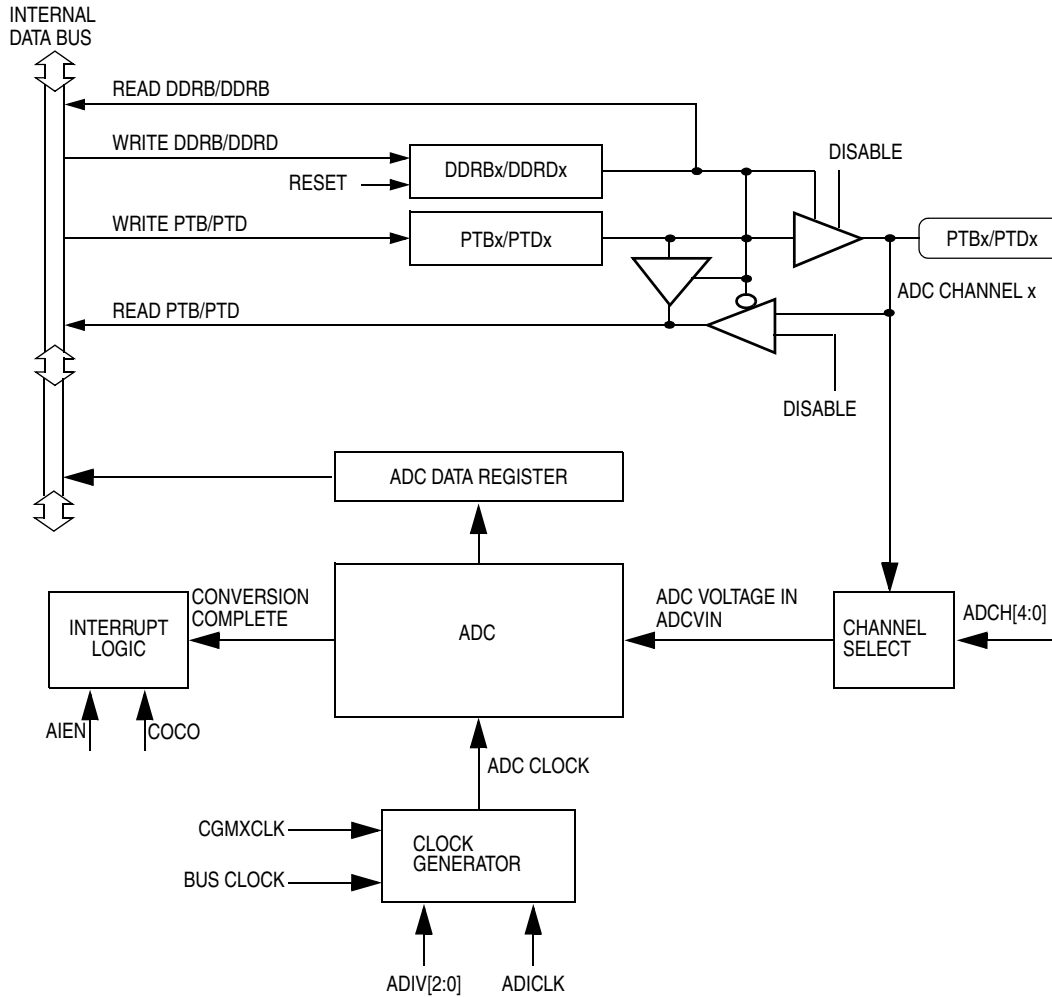 INTERNAL
DATA BUS
READ DDRB/DDRB
WRITE DDRB/DDRD
DISABLE
DDRBx/DDRDx
RESET
WRITE PTB/PTD
PTBx/PTDx
PTBx/PTDx
ADC CHANNEL x
READ PTB/PTD
DISABLE
ADC DATA REGISTER
INTERRUPT
LOGIC
CONVERSION
COMPLETE
ADC
ADC VOLTAGE IN
ADCVIN
CHANNEL
SELECT
ADCH[4:0]
AIEN
COCO
ADC CLOCK
CGMXCLK
CLOCK
GENERATOR
BUS CLOCK
ADIV[2:0]
ADICLK